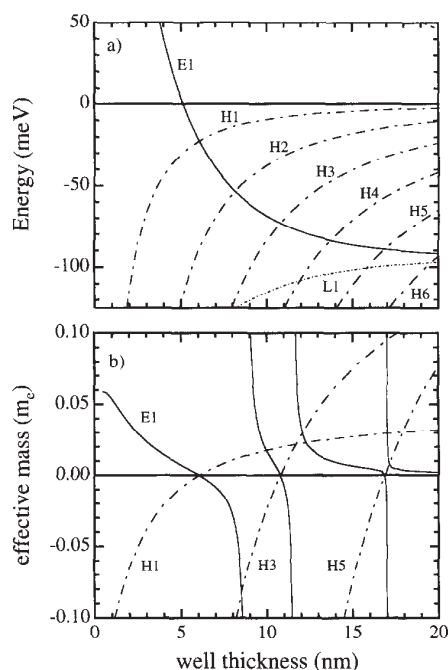 50
a)
E1
0
H1
H2
H3
-50
H4
H5
-100
L1
H6
Energy (meV)
0.10
b)
0.05
E1
0.00
-0.05
H1
H3
H5
-0.10
effective mass (mₑ)
0 5 10 15 20
well thickness (nm)